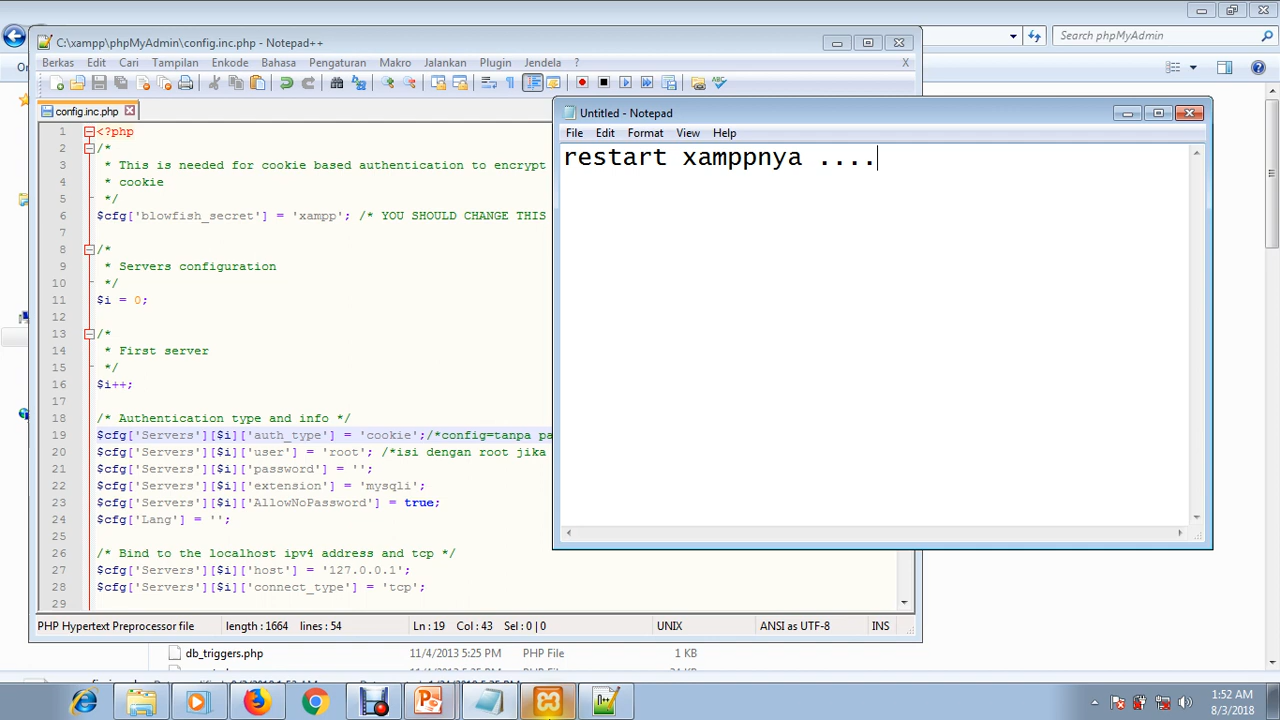 Search phpMyAdmin
C:\xampp\phpMyAdmin\config.inc.php - Notepad++
Berkas Edit Cari Tampilan Enkode Bahasa Pengaturan Makro Jalankan Plugin Jendela ? X
config.inc.php
1 <?php
2 /*
3 * This is needed for cookie based authentication to encrypt
4 * cookie
5 */
6 $cfg['blowfish_secret'] = 'xampp'; /* YOU SHOULD CHANGE THIS
7
8 /*
9 * Servers configuration
10 */
11 $i = 0;
12
13 /*
14 * First server
15 */
16 $i++;
17
18 /* Authentication type and info */
19 $cfg['Servers'][$i]['auth_type'] = 'cookie';/*config=tanpa pa
20 $cfg['Servers'][$i]['user'] = 'root'; /*isi dengan root jika
21 $cfg['Servers'][$i]['password'] = '';
22 $cfg['Servers'][$i]['extension'] = 'mysqli';
23 $cfg['Servers'][$i]['AllowNoPassword'] = true;
24 $cfg['Lang'] = '';
25
26 /* Bind to the localhost ipv4 address and tcp */
27 $cfg['Servers'][$i]['host'] = '127.0.0.1';
28 $cfg['Servers'][$i]['connect_type'] = 'tcp';
29
PHP Hypertext Preprocessor file length : 1664 lines : 54 Ln : 19 Col : 43 Sel : 0 | 0 UNIX ANSI as UTF-8 INS
Untitled - Notepad
File Edit Format View Help
restart xamppnya ....
db_triggers.php 11/4/2013 5:25 PM PHP File 1 KB
1:52 AM
8/3/2018